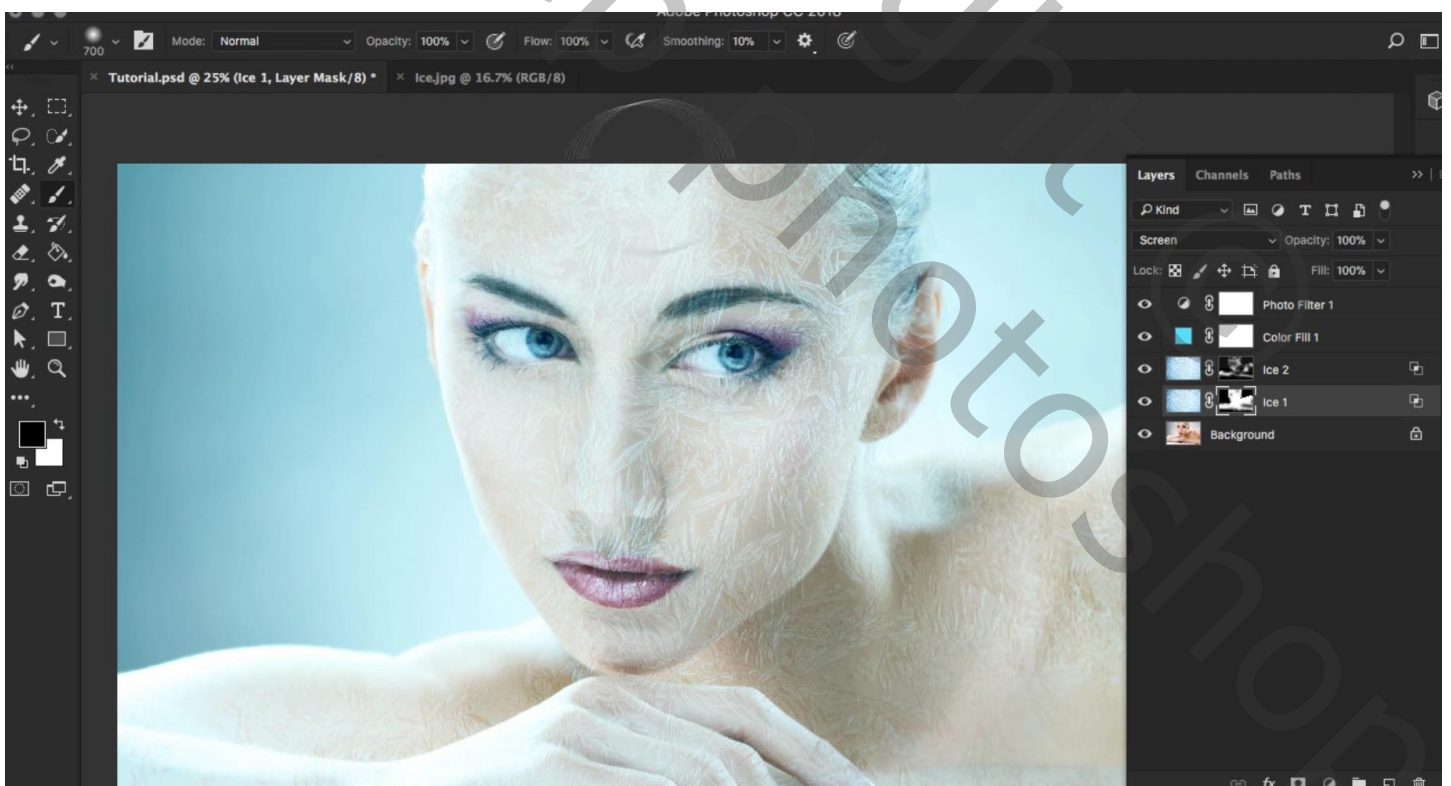 Adobe Photoshop CC 2018
700 Mode: Normal Opacity: 100% Flow: 100% Smoothing: 10%
× Tutorial.psd @ 25% (Ice 1, Layer Mask/8) * × Ice.jpg @ 16.7% (RGB/8)
Layers Channels Paths
Kind
Screen Opacity: 100%
Lock: Fill: 100%
Photo Filter 1
Color Fill 1
Ice 2
Ice 1
Background
fx
photoshop